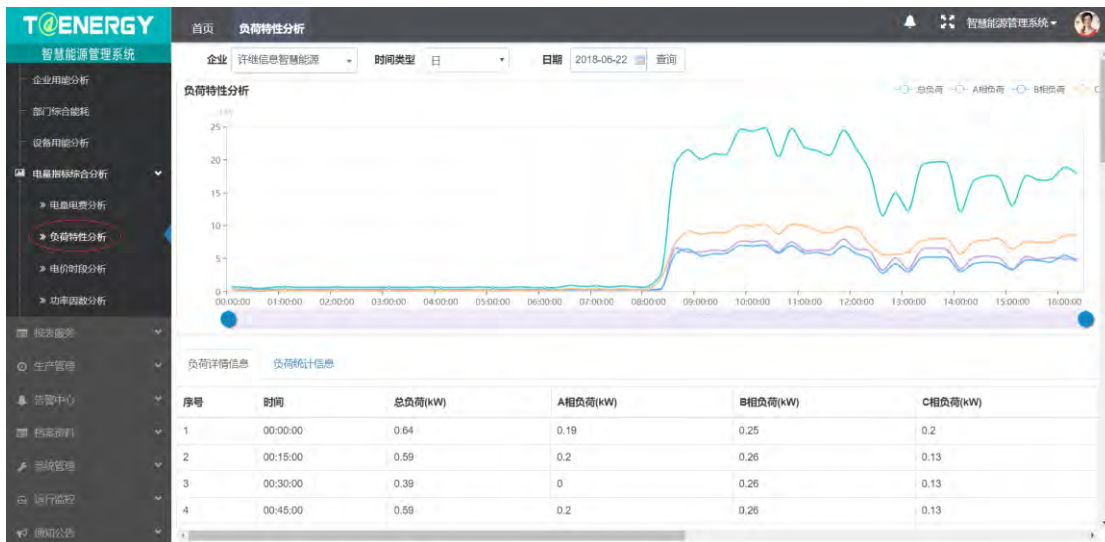 T@ENERGY
智慧能源管理系统
首页 负荷特性分析
智慧能源管理系统
企业用能分析
部门综合能耗
设备用能分析
电量指标综合分析
» 电量电费分析
» 负荷特性分析
» 电价时段分析
» 功率因数分析
报表服务
生产管理
告警中心
档案资料
系统管理
运行监控
通知公告
企业 许继信息智慧能源 时间类型 日 日期 2018-06-22 查询
负荷特性分析
总负荷 A相负荷 B相负荷 C
25
20
15
10
5
0
00:00:00 01:00:00 02:00:00 03:00:00 04:00:00 05:00:00 06:00:00 07:00:00 08:00:00 09:00:00 10:00:00 11:00:00 12:00:00 13:00:00 14:00:00 15:00:00 16:00:00
负荷详情信息 负荷统计信息
序号 时间 总负荷(kW) A相负荷(kW) B相负荷(kW) C相负荷(kW)
1 00:00:00 0.64 0.19 0.25 0.2
2 00:15:00 0.59 0.2 0.26 0.13
3 00:30:00 0.39 0 0.26 0.13
4 00:45:00 0.59 0.2 0.26 0.13